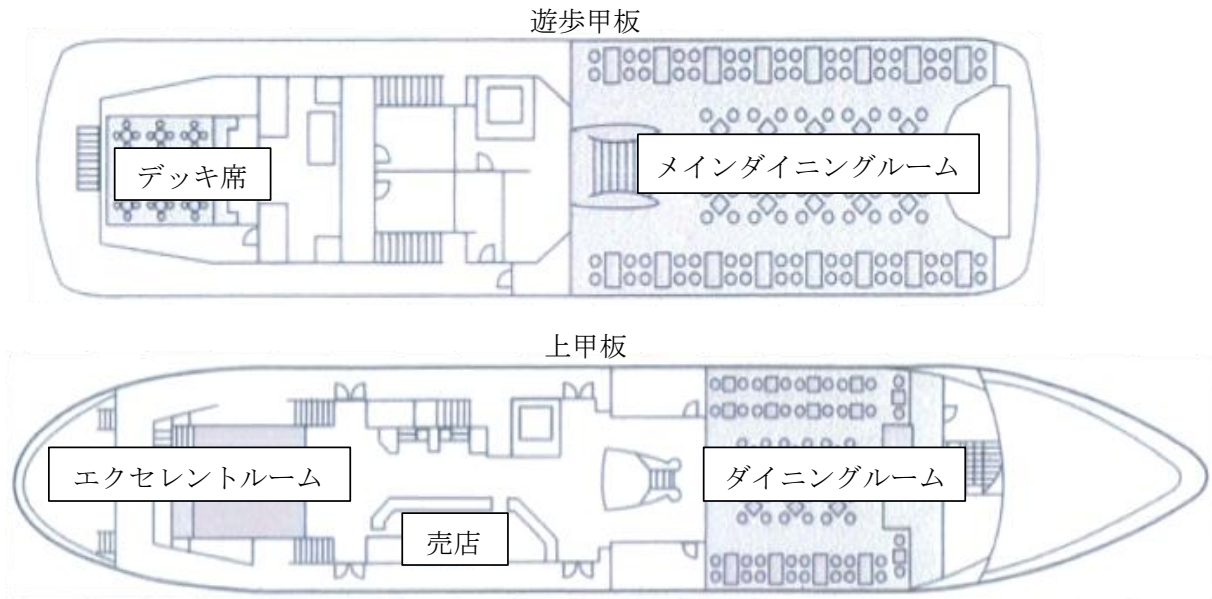 遊歩甲板
デッキ席
メインダイニングルーム
上甲板
エクセレントルーム
売店
ダイニングルーム